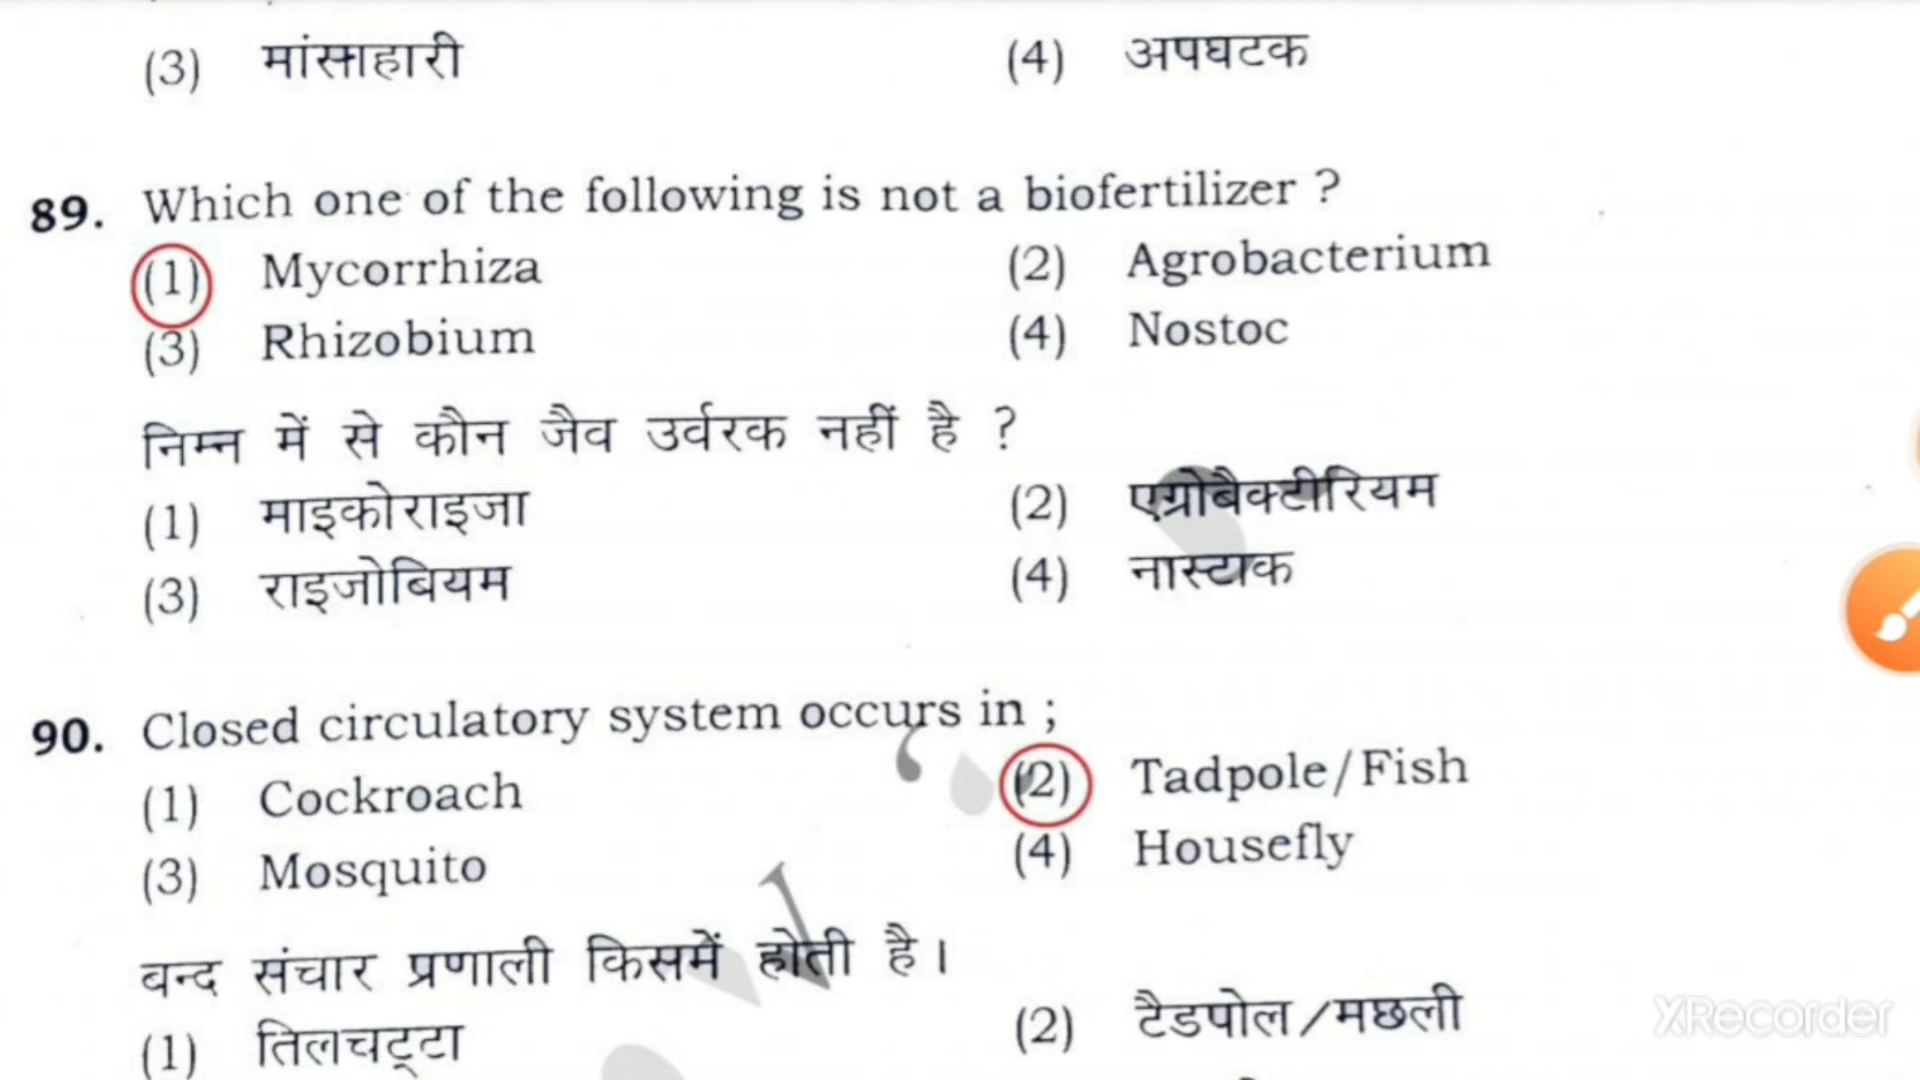 (3) मांसाहारी (4) अपघटक
89. Which one of the following is not a biofertilizer ?
(1) Mycorrhiza (2) Agrobacterium
(3) Rhizobium (4) Nostoc
निम्न में से कौन जैव उर्वरक नहीं है ?
(1) माइकोराइजा (2) एग्रोबैक्टीरियम
(3) राइजोबियम (4) नास्टाक
90. Closed circulatory system occurs in ;
(1) Cockroach (2) Tadpole/Fish
(3) Mosquito (4) Housefly
वन्द संचार प्रणाली किसमें होती है।
(1) तिलचट्टा (2) टैडपोल/मछली
XRecorder